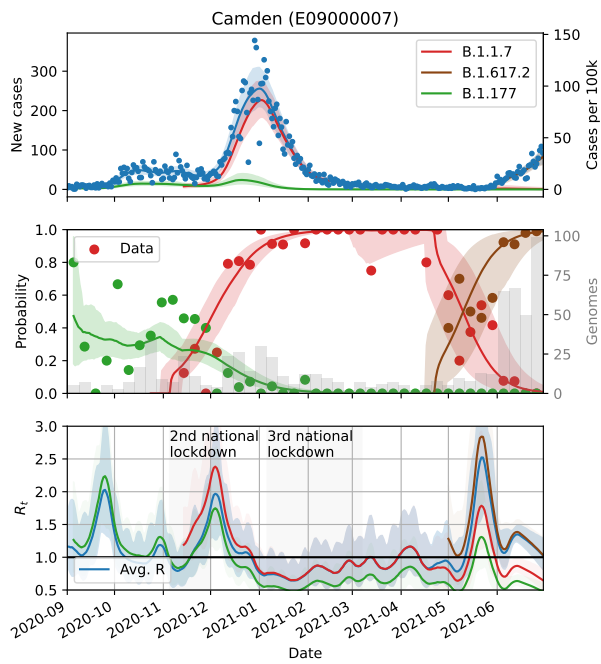 Camden (E09000007)
300
200
100
0
New cases
150
100
50
0
Cases per 100k
B.1.1.7
B.1.617.2
B.1.177
1.0
0.8
0.6
0.4
0.2
0.0
Probability
Data
100
75
50
25
0
Genomes
3.0
2.5
2.0
1.5
1.0
0.5
Rt
2nd national
lockdown
3rd national
lockdown
Avg. R
2020-09
2020-10
2020-11
2020-12
2021-01
2021-02
2021-03
2021-04
2021-05
2021-06
Date